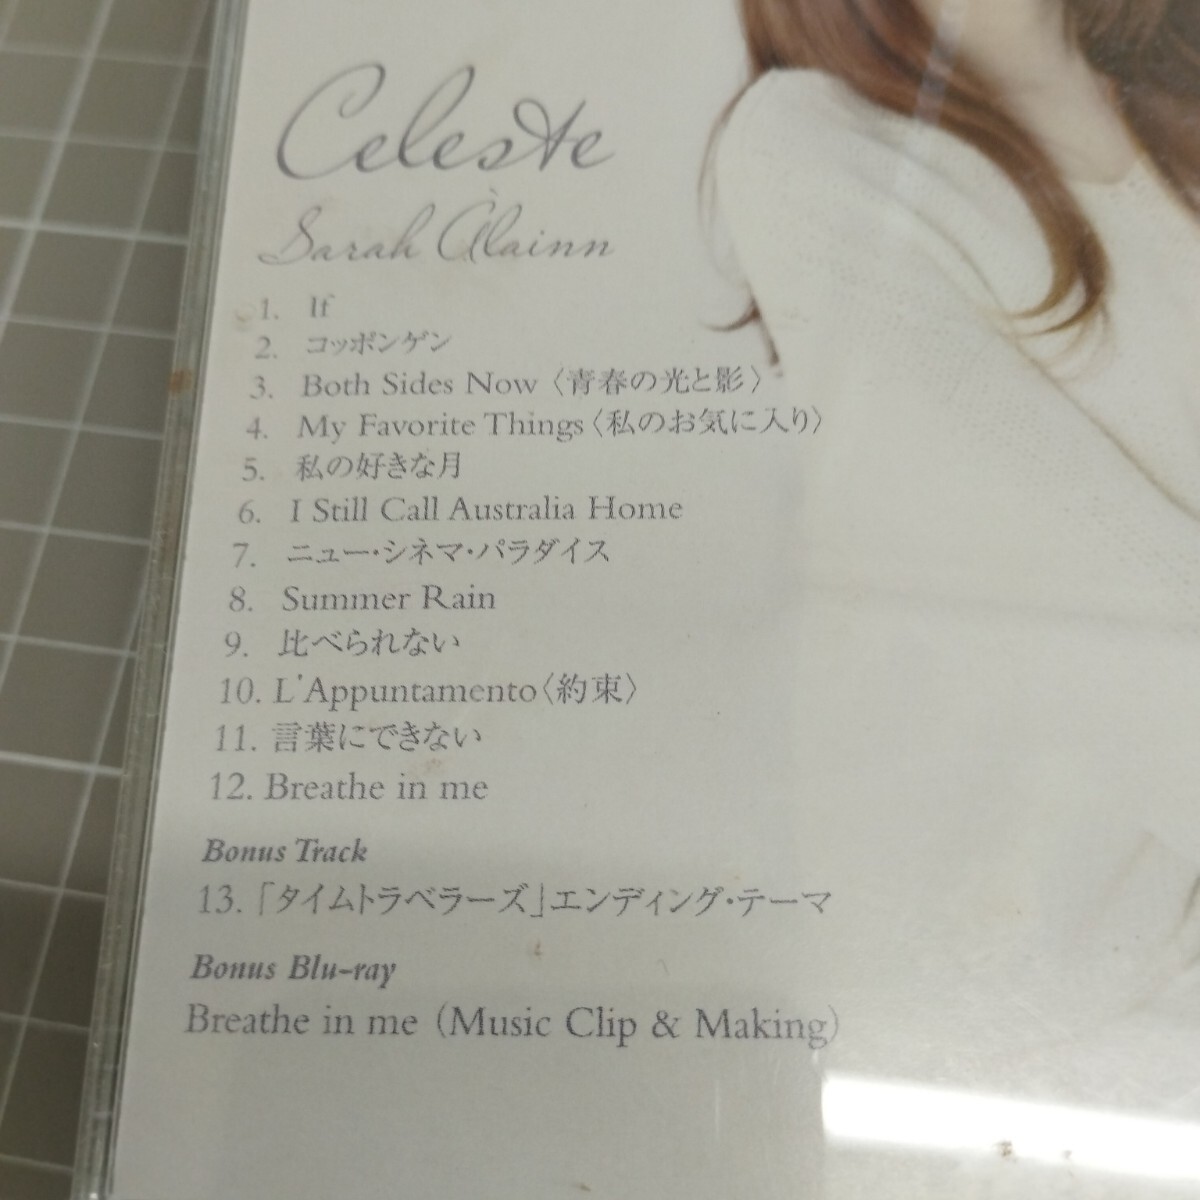 Celeste
Sarah Àlainn
1. If
2. コッポンゲン
3. Both Sides Now〈青春の光と影〉
4. My Favorite Things〈私のお気に入り〉
5. 私の好きな月
6. I Still Call Australia Home
7. ニュー・シネマ・パラダイス
8. Summer Rain
9. 比べられない
10. L'Appuntamento〈約束〉
11. 言葉にできない
12. Breathe in me
Bonus Track
13.「タイムトラベラーズ」エンディング・テーマ
Bonus Blu-ray
Breathe in me (Music Clip & Making)